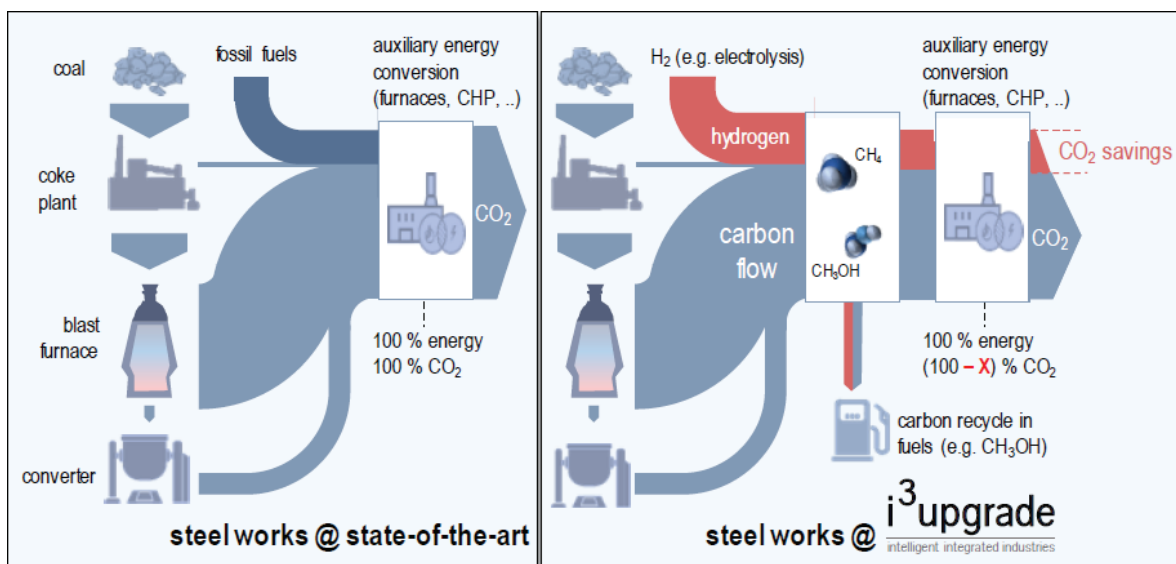 coal
fossil fuels
auxiliary energy
conversion
(furnaces, CHP, ..)
coke
plant
CO₂
blast
furnace
100 % energy
100 % CO₂
converter
steel works @ state-of-the-art
H₂ (e.g. electrolysis)
auxiliary energy
conversion
(furnaces, CHP, ..)
hydrogen
CH₄
CO₂ savings
carbon
flow
CH₃OH
CO₂
100 % energy
(100 – X) % CO₂
carbon recycle in
fuels (e.g. CH₃OH)
steel works @ i³upgrade
intelligent integrated industries